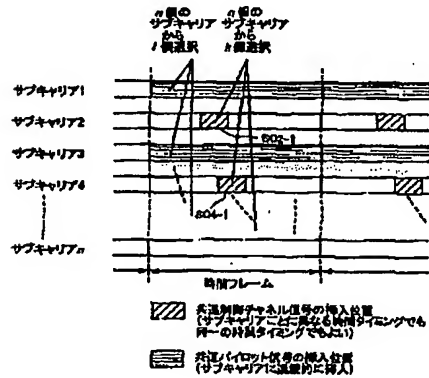 n個の
サブキャリア
から
l個選択
n個の
サブキャリア
から
h個選択
サブキャリア1
サブキャリア2
802-1
サブキャリア3
サブキャリア4
804-1
サブキャリアn
時間フレーム
共通制御チャネル信号の挿入位置
(サブキャリアごとに異なる時間タイミングでも
同一の時間タイミングでもよい)
共通パイロット信号の挿入位置
(サブキャリアに連続的に挿入)